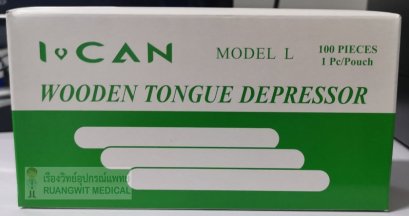 I♥CAN MODEL L 100 PIECES
1 Pc/Pouch
WOODEN TONGUE DEPRESSOR
เรืองวิทย์อุปกรณ์แพทย์
RUANGWIT MEDICAL